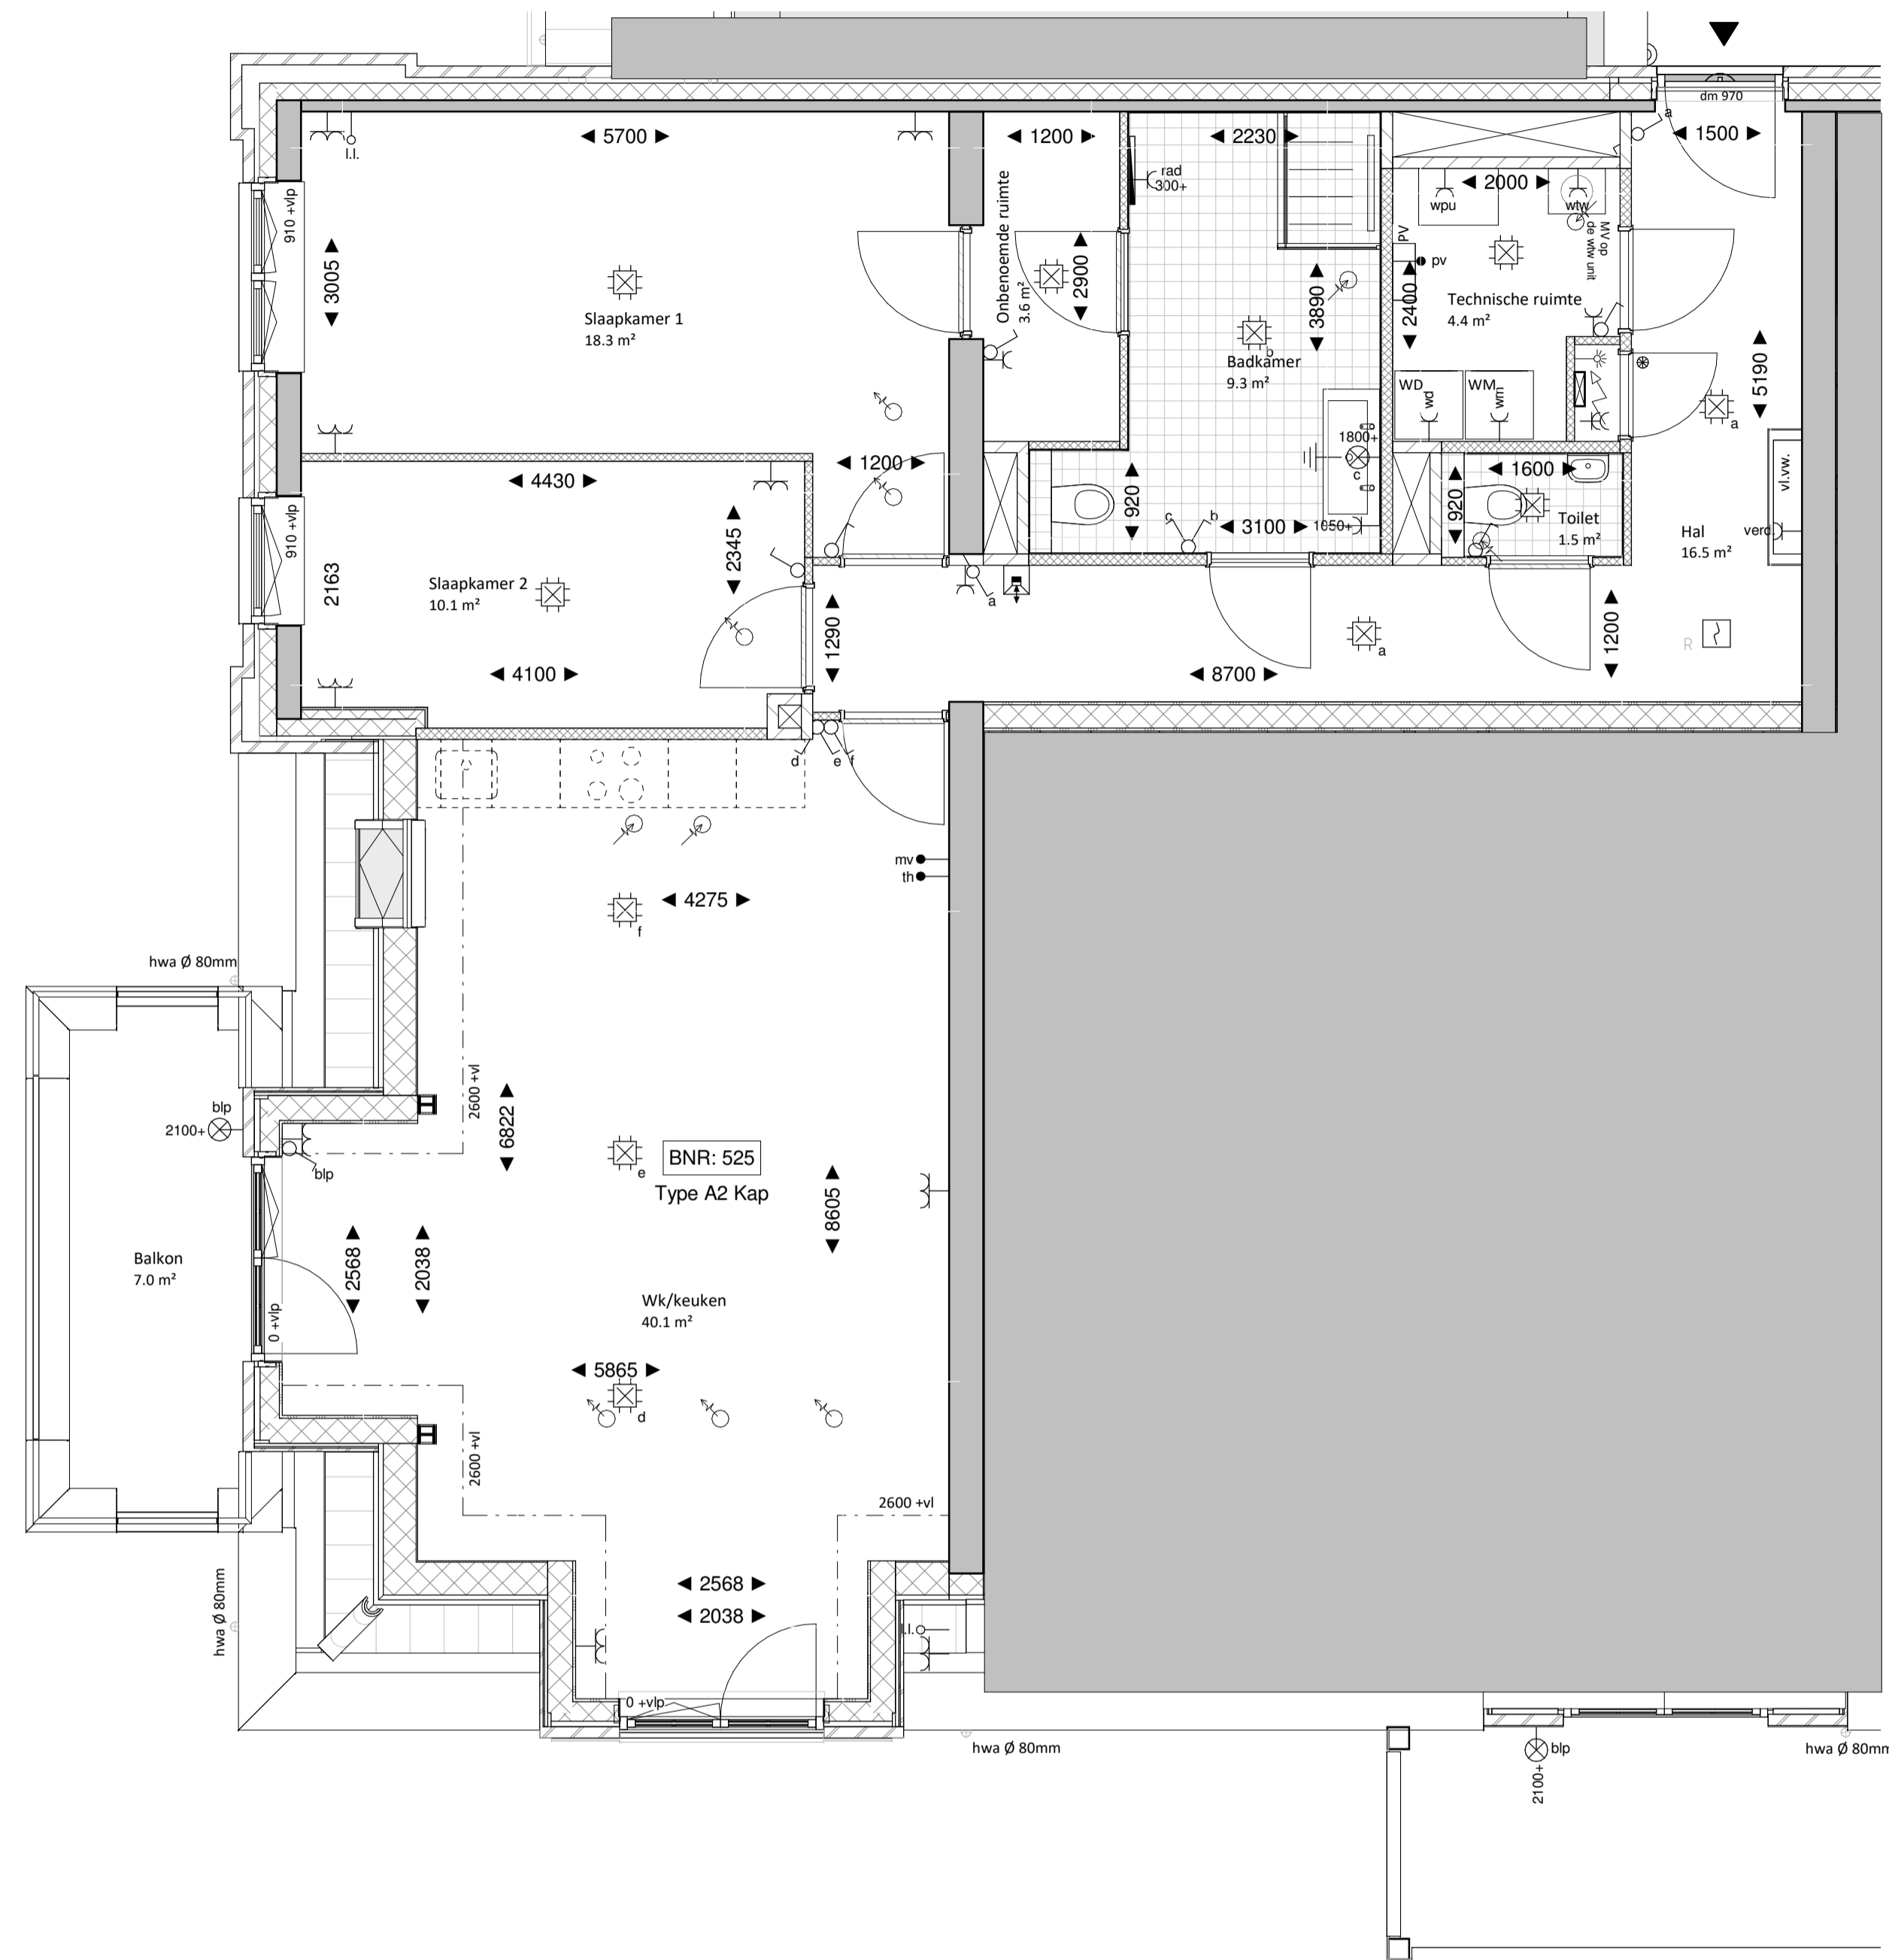 dm 970
a
1500
5700
1200
2230
l.l.
rad
300+
2000
wpu
wtw
MV op
de wtw unit
910 +vlp
3005
Onbenoemde ruimte
3.6 m²
2900
3890
PV
pv
2400
Technische ruimte
4.4 m²
Slaapkamer 1
18.3 m²
b
Badkamer
9.3 m²
5190
WD
wd
WM
wm
a
1800+
c
1200
4430
1600
vl.vw.
910 +vlp
2345
920
c
b
3100
1050+
920
Toilet
1.5 m²
Hal
16.5 m²
verd.
2163
Slaapkamer 2
10.1 m²
a
1290
1200
a
R
4100
8700
d
e
f
mv
th
4275
f
hwa Ø 80mm
2600 +vl
6822
blp
2100+
blp
e
BNR: 525
Type A2 Kap
8605
2568
2038
Balkon
7.0 m²
0 +vlp
Wk/keuken
40.1 m²
5865
d
2600 +vl
2600 +vl
hwa Ø 80mm
2568
2038
l.l.
0 +vlp
hwa Ø 80mm
blp
2100+
hwa Ø 80mm